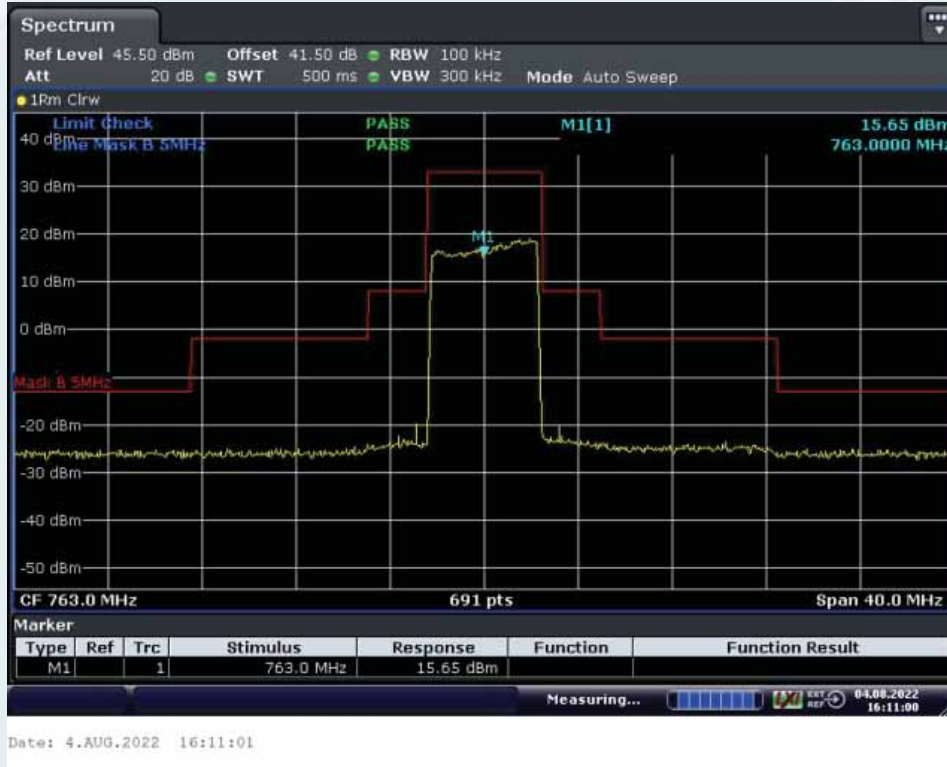 Spectrum
Ref Level 45.50 dBm Offset 41.50 dB RBW 100 kHz
Att 20 dB SWT 500 ms VBW 300 kHz Mode Auto Sweep
1Rm Clrw
Limit Check PASS M1[1] 15.65 dBm
40 dBm Line Mask B 5MHz PASS 763.0000 MHz
30 dBm
20 dBm
M1
10 dBm
0 dBm
Mask B 5MHz
-20 dBm
-30 dBm
-40 dBm
-50 dBm
CF 763.0 MHz 691 pts Span 40.0 MHz
Marker
Type Ref Trc Stimulus Response Function Function Result
M1 1 763.0 MHz 15.65 dBm
Measuring... LXI EXT REF 04.08.2022
16:11:00
Date: 4.AUG.2022 16:11:01